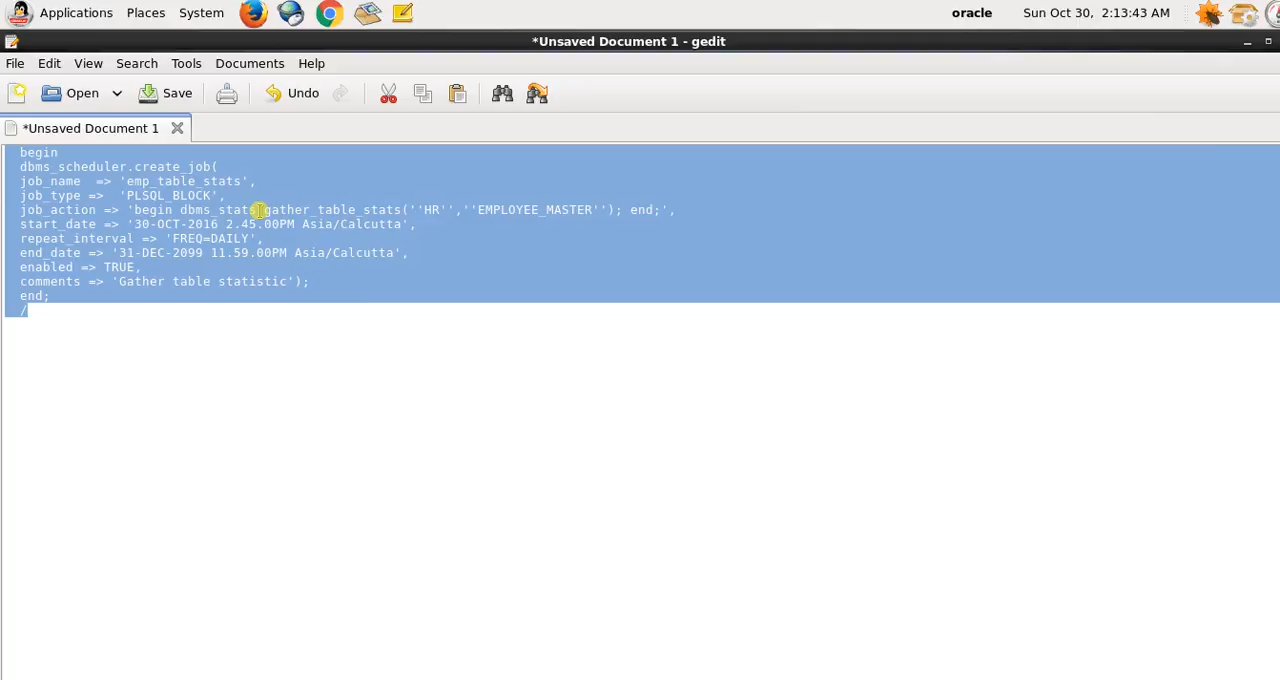 Applications Places System oracle Sun Oct 30, 2:13:43 AM
*Unsaved Document 1 - gedit
File Edit View Search Tools Documents Help
Open Save Undo
*Unsaved Document 1
begin
dbms_scheduler.create_job(
job_name  => 'emp_table_stats',
job_type =>  'PLSQL_BLOCK',
job_action => 'begin dbms_stats.gather_table_stats(''HR'',''EMPLOYEE_MASTER''); end;',
start_date => '30-OCT-2016 2.45.00PM Asia/Calcutta',
repeat_interval => 'FREQ=DAILY',
end_date => '31-DEC-2099 11.59.00PM Asia/Calcutta',
enabled => TRUE,
comments => 'Gather table statistic');
end;
/